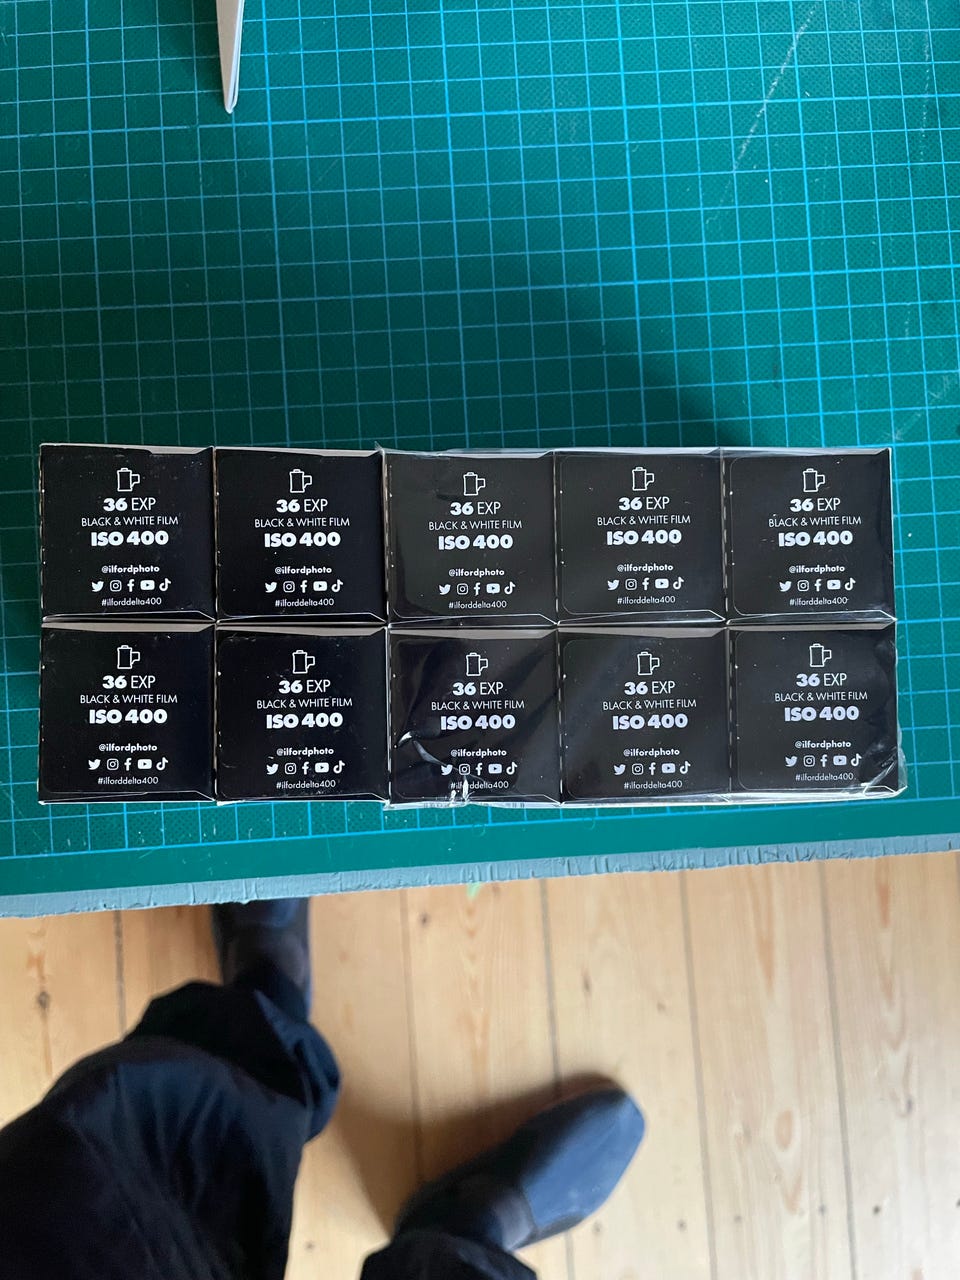 36 EXP
BLACK & WHITE FILM
ISO 400
@ilfordphoto
#ilforddelta400
36 EXP
BLACK & WHITE FILM
ISO 400
@ilfordphoto
#ilforddelta400
36 EXP
BLACK & WHITE FILM
ISO 400
@ilfordphoto
#ilforddelta400
36 EXP
BLACK & WHITE FILM
ISO 400
@ilfordphoto
#ilforddelta400
36 EXP
BLACK & WHITE FILM
ISO 400
@ilfordphoto
#ilforddelta400
36 EXP
BLACK & WHITE FILM
ISO 400
@ilfordphoto
#ilforddelta400
36 EXP
BLACK & WHITE FILM
ISO 400
@ilfordphoto
#ilforddelta400
36 EXP
BLACK & WHITE FILM
ISO 400
@ilfordphoto
#ilforddelta400
36 EXP
BLACK & WHITE FILM
ISO 400
@ilfordphoto
#ilforddelta400
36 EXP
BLACK & WHITE FILM
ISO 400
@ilfordphoto
#ilforddelta400